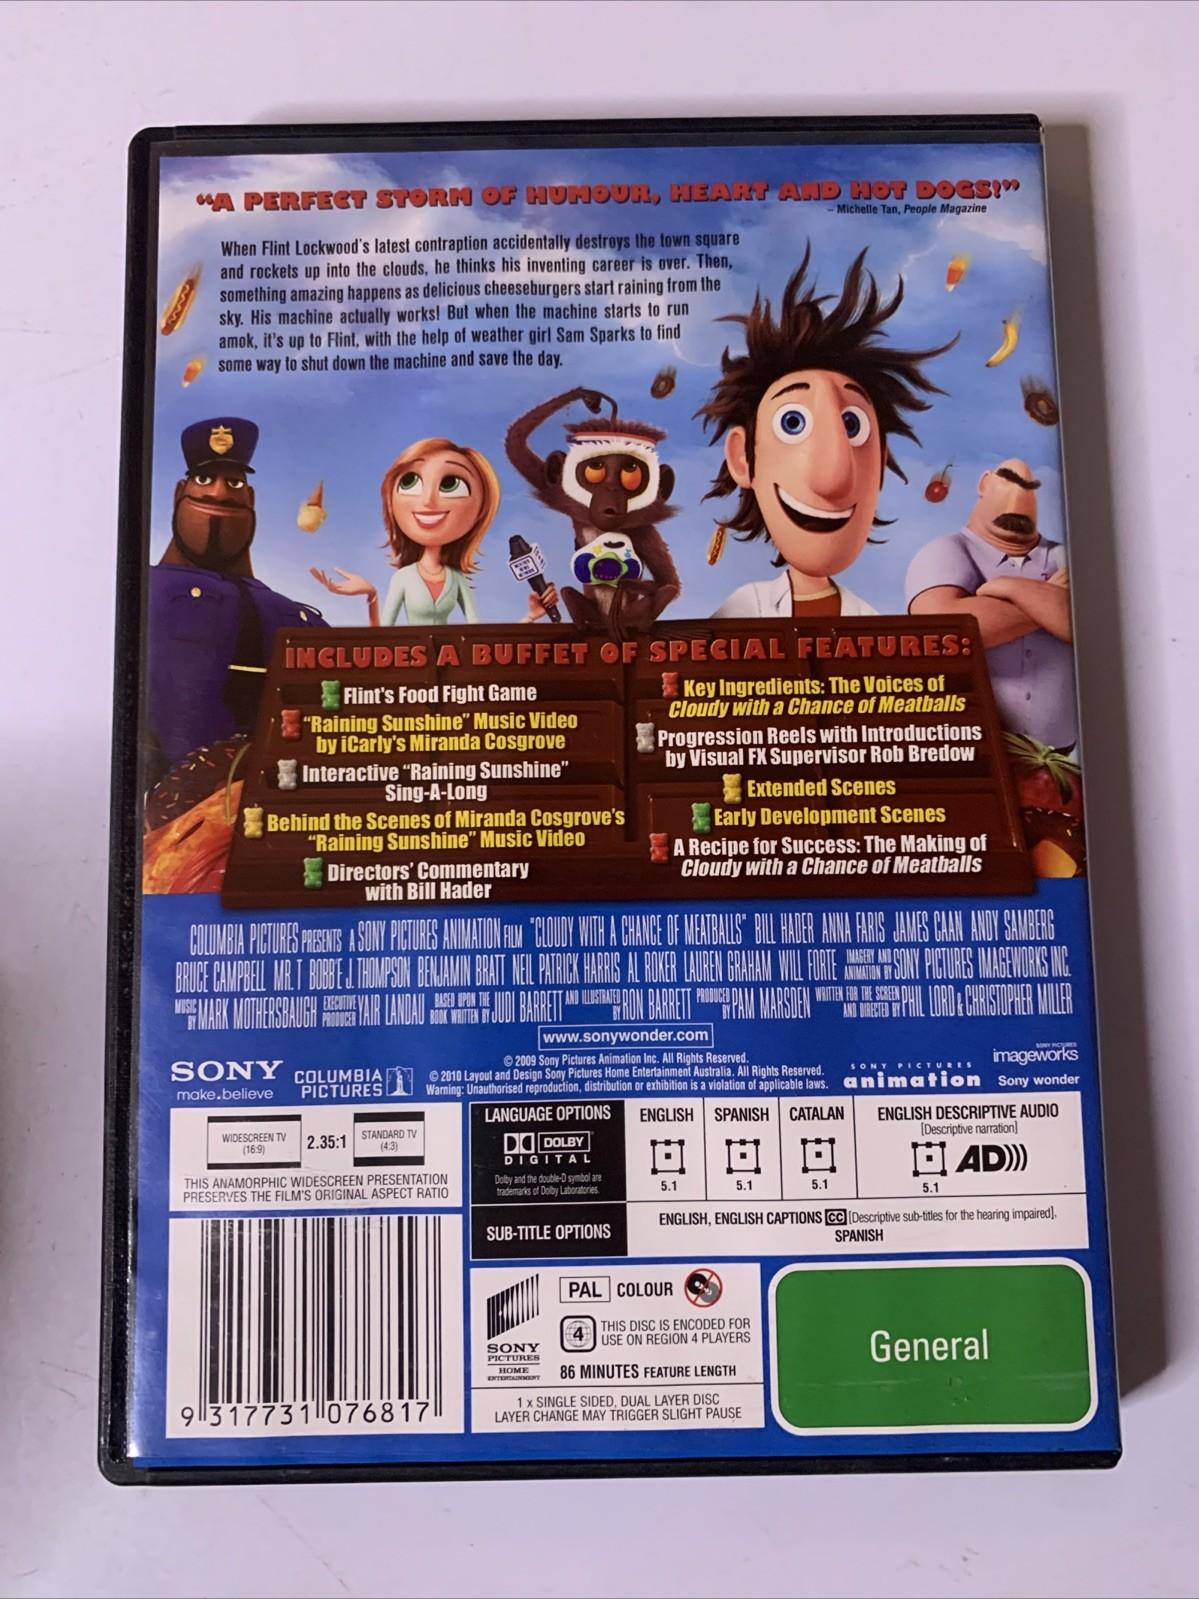 “A PERFECT STORM OF HUMOUR, HEART AND HOT DOGS!”
– Michelle Tan, People Magazine
When Flint Lockwood's latest contraption accidentally destroys the town square
and rockets up into the clouds, he thinks his inventing career is over. Then,
something amazing happens as delicious cheeseburgers start raining from the
sky. His machine actually works! But when the machine starts to run
amok, it's up to Flint, with the help of weather girl Sam Sparks to find
some way to shut down the machine and save the day.
INCLUDES A BUFFET OF SPECIAL FEATURES:
Flint's Food Fight Game
“Raining Sunshine” Music Video
by iCarly's Miranda Cosgrove
Interactive “Raining Sunshine”
Sing-A-Long
Behind the Scenes of Miranda Cosgrove's
“Raining Sunshine” Music Video
Directors' Commentary
with Bill Hader
Key Ingredients: The Voices of
Cloudy with a Chance of Meatballs
Progression Reels with Introductions
by Visual FX Supervisor Rob Bredow
Extended Scenes
Early Development Scenes
A Recipe for Success: The Making of
Cloudy with a Chance of Meatballs
COLUMBIA PICTURES PRESENTS A SONY PICTURES ANIMATION FILM "CLOUDY WITH A CHANCE OF MEATBALLS" BILL HADER ANNA FARIS JAMES CAAN ANDY SAMBERG
BRUCE CAMPBELL MR. T BOBB'E J. THOMPSON BENJAMIN BRATT NEIL PATRICK HARRIS AL ROKER LAUREN GRAHAM WILL FORTE IMAGERY AND ANIMATION BY SONY PICTURES IMAGEWORKS INC.
MUSIC BY MARK MOTHERSBAUGH EXECUTIVE PRODUCER YAIR LANDAU BASED UPON THE BOOK WRITTEN BY JUDI BARRETT AND ILLUSTRATED BY RON BARRETT PRODUCED BY PAM MARSDEN WRITTEN FOR THE SCREEN AND DIRECTED BY PHIL LORD & CHRISTOPHER MILLER
www.sonywonder.com
SONY
make.believe
COLUMBIA
PICTURES
© 2009 Sony Pictures Animation Inc. All Rights Reserved.
© 2010 Layout and Design Sony Pictures Home Entertainment Australia. All Rights Reserved.
Warning: Unauthorised reproduction, distribution or exhibition is a violation of applicable laws.
SONY PICTURES
animation
SONY PICTURES
imageworks
Sony wonder
WIDESCREEN TV
(16:9)
2.35:1
STANDARD TV
(4:3)
THIS ANAMORPHIC WIDESCREEN PRESENTATION
PRESERVES THE FILM'S ORIGINAL ASPECT RATIO
LANGUAGE OPTIONS
DOLBY
DIGITAL
Dolby and the double-D symbol are
trademarks of Dolby Laboratories.
ENGLISH
5.1
SPANISH
5.1
CATALAN
5.1
ENGLISH DESCRIPTIVE AUDIO
[Descriptive narration]
AD)))
5.1
SUB-TITLE OPTIONS
ENGLISH, ENGLISH CAPTIONS CC [Descriptive sub-titles for the hearing impaired],
SPANISH
9 317731 076817
SONY
PICTURES
HOME
ENTERTAINMENT
PAL COLOUR
4
THIS DISC IS ENCODED FOR
USE ON REGION 4 PLAYERS
86 MINUTES FEATURE LENGTH
1 x SINGLE SIDED, DUAL LAYER DISC
LAYER CHANGE MAY TRIGGER SLIGHT PAUSE
General